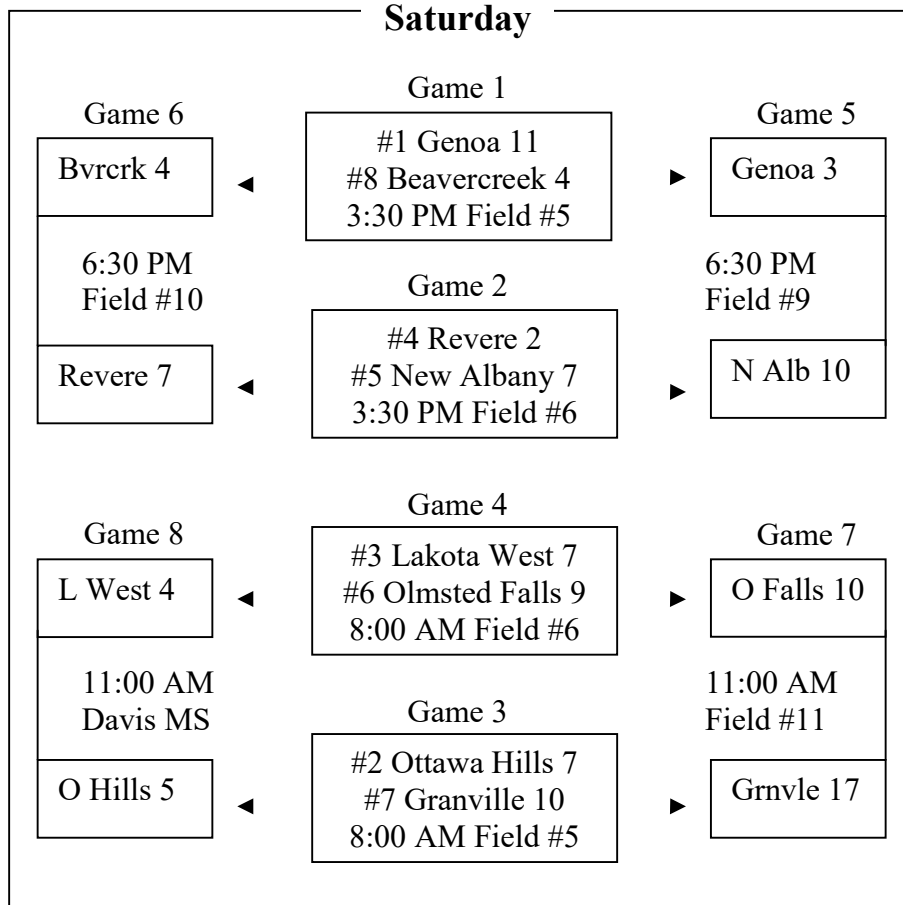 Saturday
Game 1
#1 Genoa 11
#8 Beavercreek 4
3:30 PM Field #5
Game 6
Bvrcrk 4
6:30 PM
Field #10
Revere 7
Game 5
Genoa 3
6:30 PM
Field #9
N Alb 10
Game 2
#4 Revere 2
#5 New Albany 7
3:30 PM Field #6
Game 4
#3 Lakota West 7
#6 Olmsted Falls 9
8:00 AM Field #6
Game 8
L West 4
11:00 AM
Davis MS
O Hills 5
Game 7
O Falls 10
11:00 AM
Field #11
Grnvle 17
Game 3
#2 Ottawa Hills 7
#7 Granville 10
8:00 AM Field #5